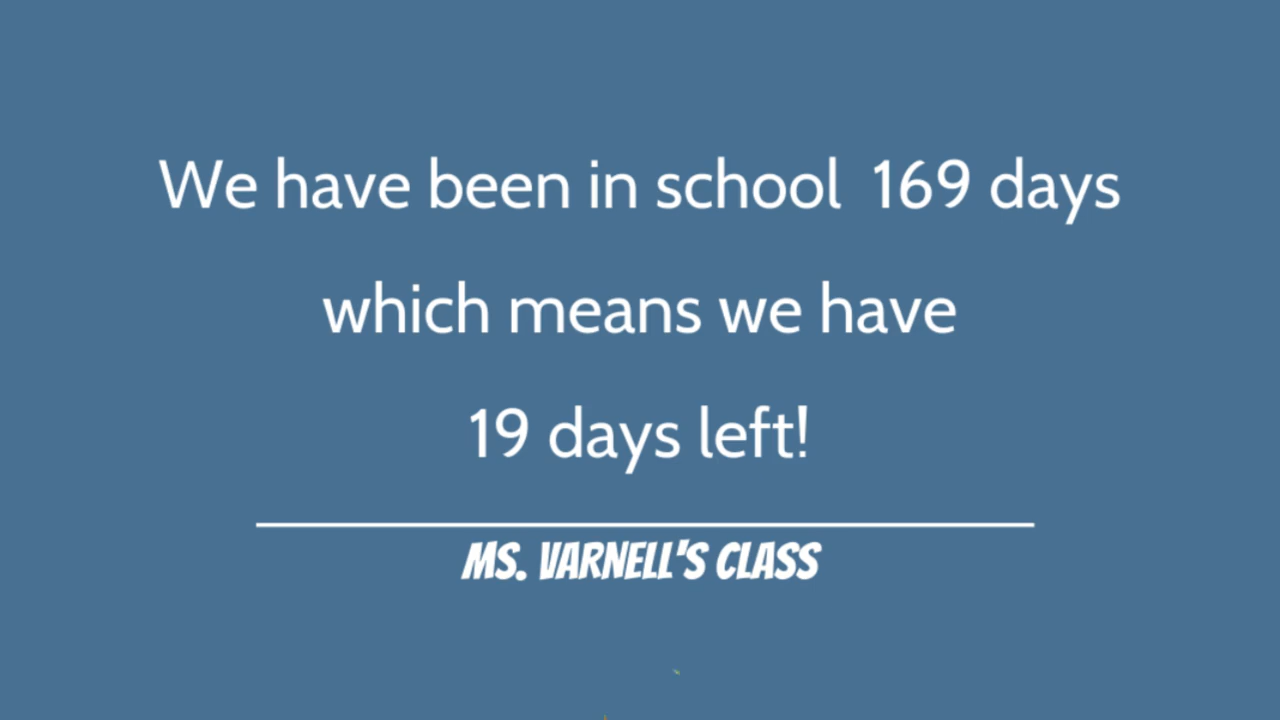 We have been in school 169 days
which means we have
19 days left!
MS. VARNELL'S CLASS